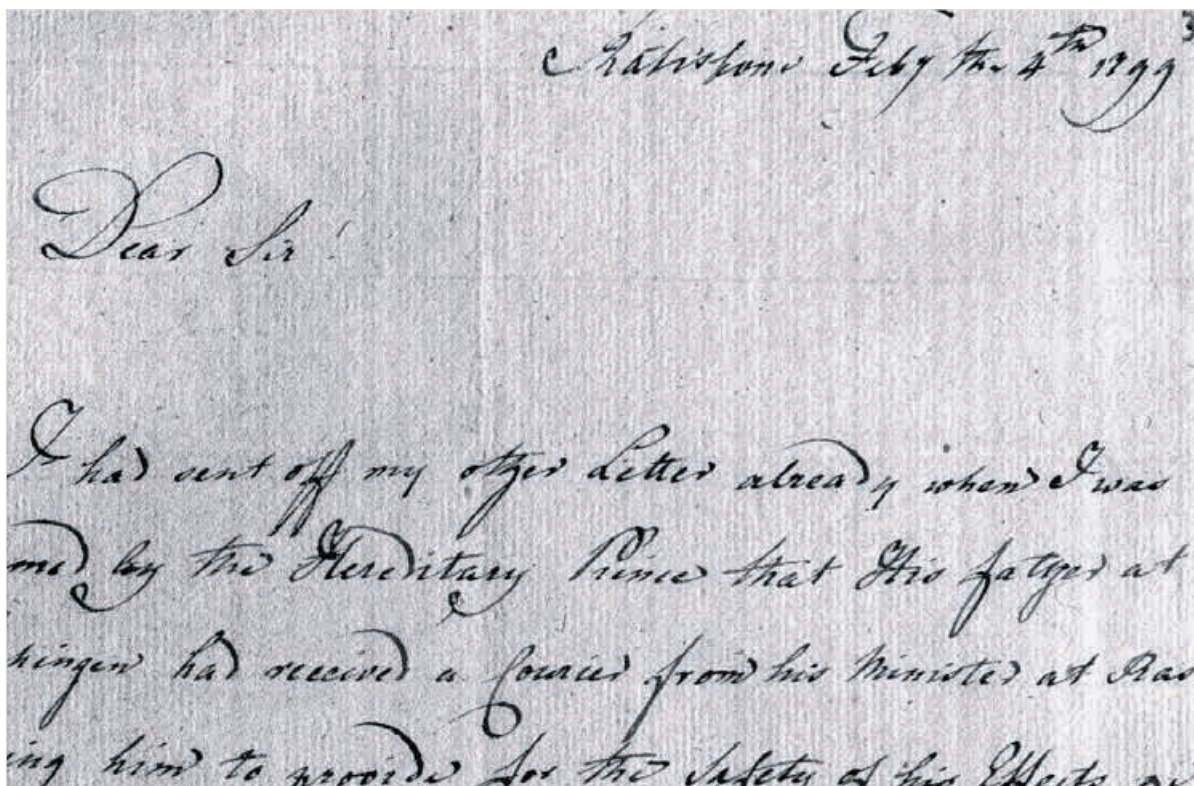 3
Ratisbone Feby the 4th 1799
Dear Sir!
I had sent off my other Letter already when I was
med by the Hereditary Prince that His father at
hingen had received a Courier from his Minister at Ras
ing him to provide for the Safety of his Effects